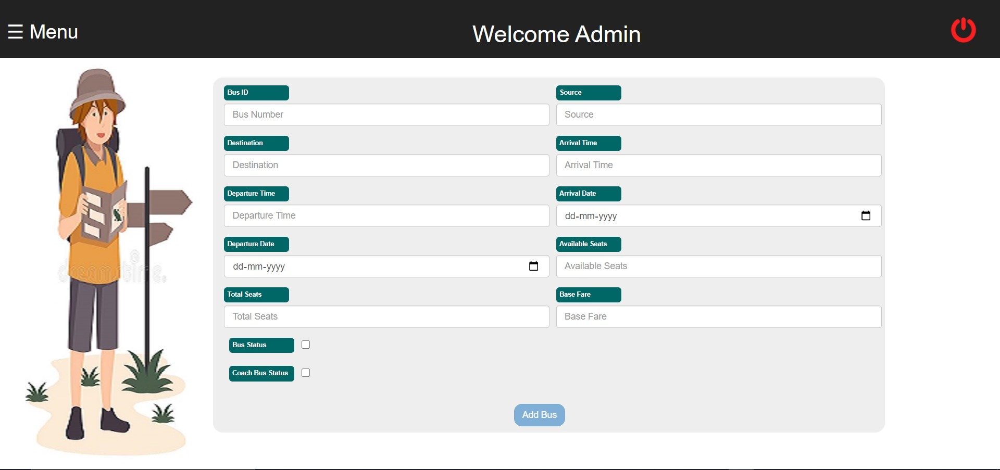 ☰ Menu
Welcome Admin
Bus ID
Source
Bus Number
Source
Destination
Arrival Time
Destination
Arrival Time
Departure Time
Arrival Date
Departure Time
dd-mm-yyyy
Departure Date
Available Seats
dd-mm-yyyy
Available Seats
Total Seats
Base Fare
Total Seats
Base Fare
Bus Status
Coach Bus Status
Add Bus
dreamstime.